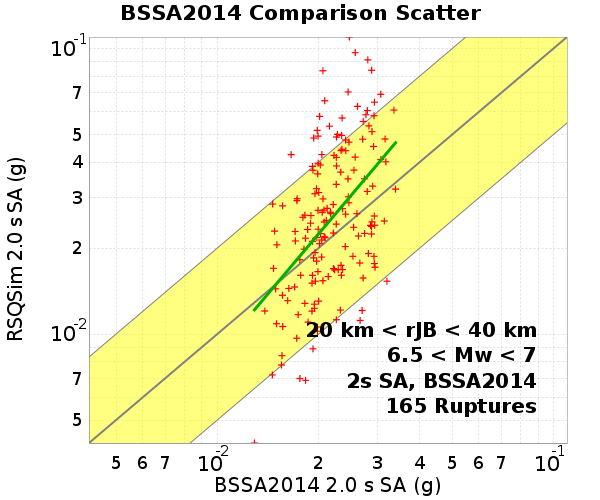 BSSA2014 Comparison Scatter
RSQSim 2.0 s SA (g)
10⁻¹
7
5
4
3
2
10⁻²
7
5
20 km < rJB < 40 km
6.5 < Mw < 7
2s SA, BSSA2014
165 Ruptures
5 6 7 10⁻² 2 3 4 5 6 7 10⁻¹
BSSA2014 2.0 s SA (g)